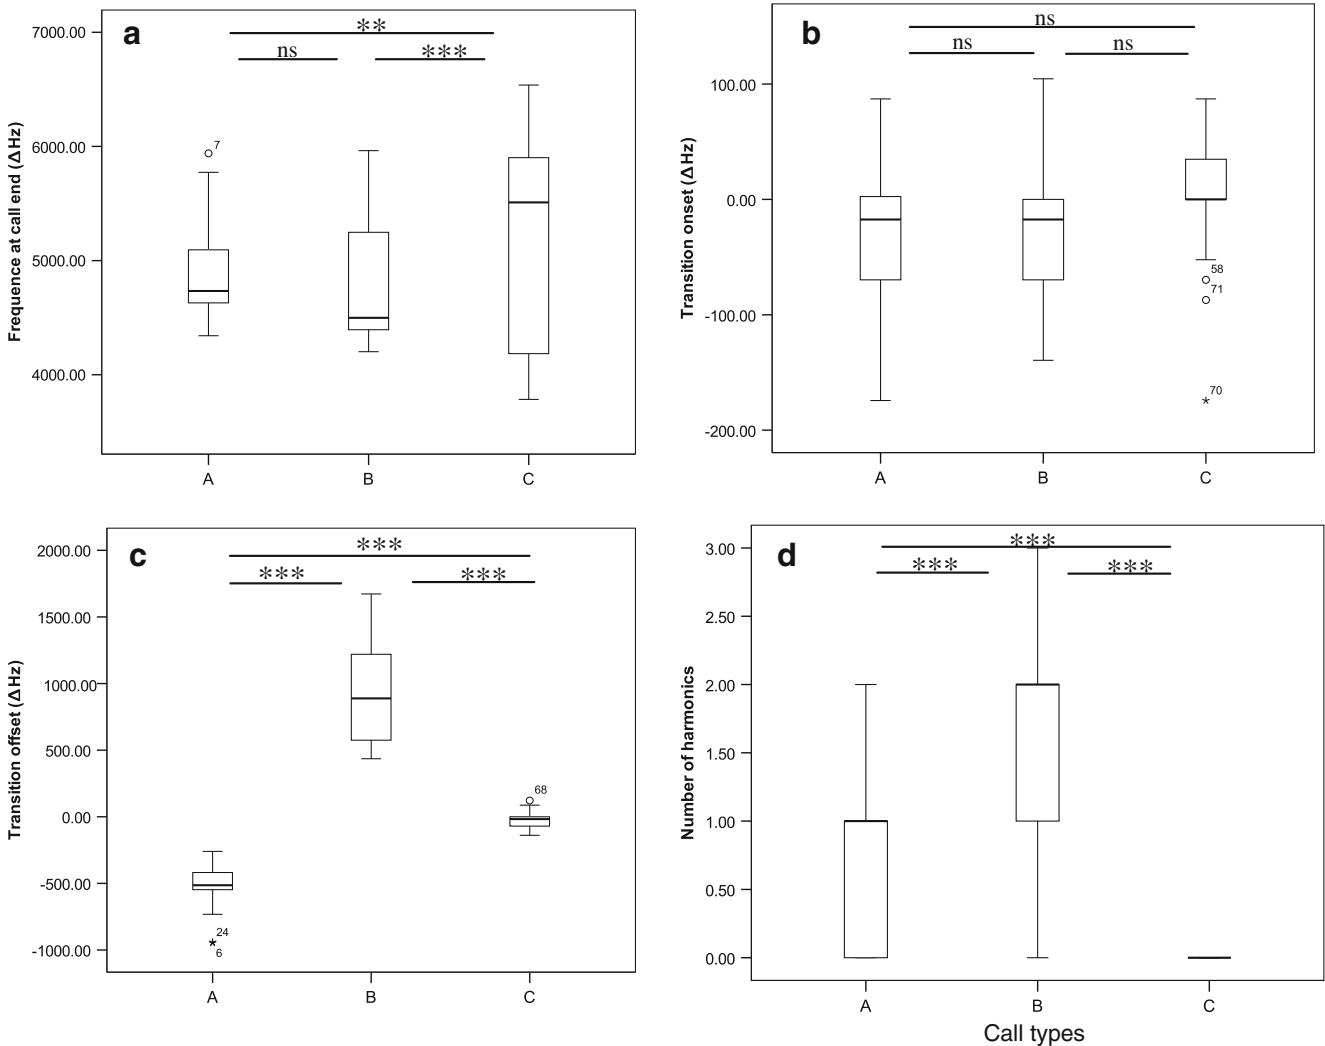 a
7000.00
6000.00
5000.00
4000.00
Frequence at call end (ΔHz)
**
ns
***
7
A
B
C
b
100.00
0.00
-100.00
-200.00
Transition onset (ΔHz)
ns
ns
ns
58
71
70
A
B
C
c
2000.00
1500.00
1000.00
500.00
0.00
-500.00
-1000.00
Transition offset (ΔHz)
***
***
***
68
24
6
A
B
C
d
3.00
2.50
2.00
1.50
1.00
0.50
0.00
Number of harmonics
***
***
***
A
B
C
Call types